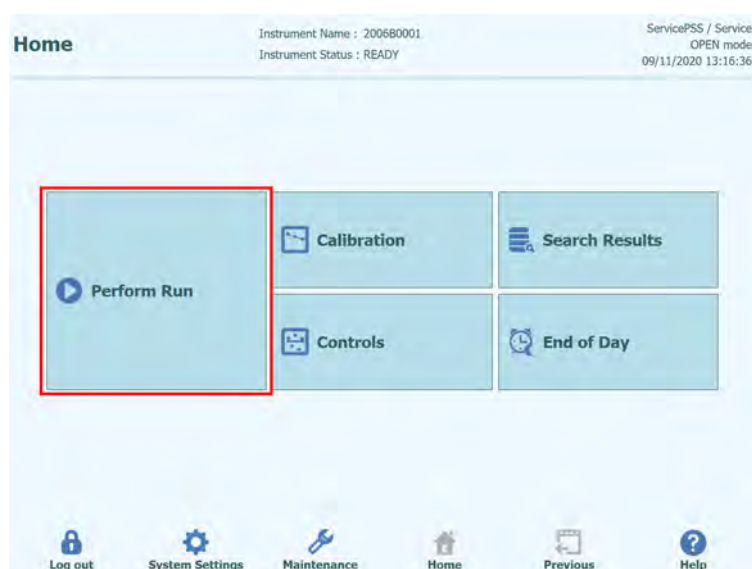 Home
Instrument Name : 200680001
Instrument Status : READY
ServicePSS / Service
OPEN mode
09/11/2020 13:16:36
Perform Run
Calibration
Search Results
Controls
End of Day
Log out
System Settings
Maintenance
Home
Previous
Help